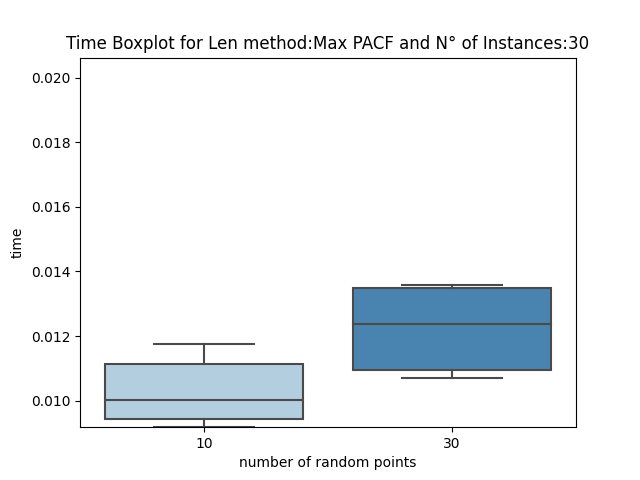 Time Boxplot for Len method:Max PACF and N° of Instances:30
0.020
0.018
0.016
0.014
0.012
0.010
time
10 30
number of random points